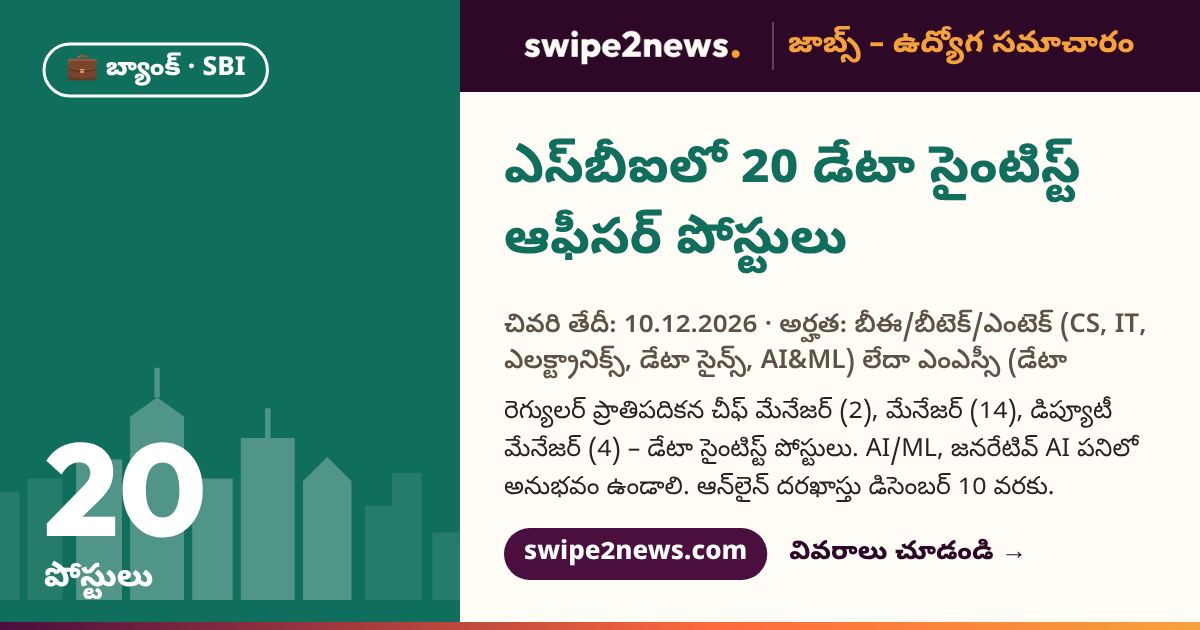 💼 బ్యాంక్ · SBI
20
పోస్టులు
swipe2news.
జాబ్స్ – ఉద్యోగ సమాచారం
ఎస్‌బీఐలో 20 డేటా సైంటిస్ట్
ఆఫీసర్ పోస్టులు
చివరి తేదీ: 10.12.2026 · అర్హత: బీఈ/బీటెక్/ఎంటెక్ (CS, IT,
ఎలక్ట్రానిక్స్, డేటా సైన్స్, AI&ML) లేదా ఎంఎస్సీ (డేటా
రెగ్యులర్ ప్రాతిపదికన చీఫ్ మేనేజర్ (2), మేనేజర్ (14), డిప్యూటీ
మేనేజర్ (4) – డేటా సైంటిస్ట్ పోస్టులు. AI/ML, జనరేటివ్ AI పనిలో
అనుభవం ఉండాలి. ఆన్‌లైన్ దరఖాస్తు డిసెంబర్ 10 వరకు.
swipe2news.com
వివరాలు చూడండి →